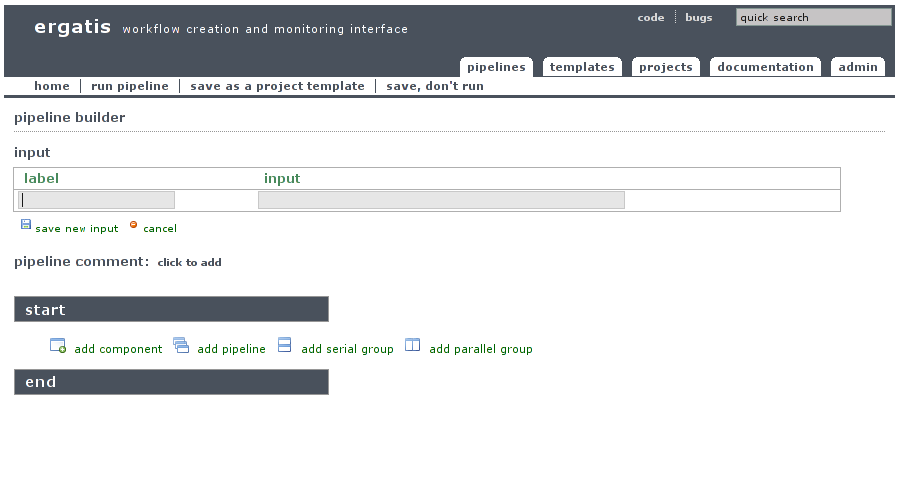 code bugs quick search
ergatis workflow creation and monitoring interface
pipelines templates projects documentation admin
home run pipeline save as a project template save, don't run
pipeline builder
input
label input
save new input cancel
pipeline comment: click to add
start
add component add pipeline add serial group add parallel group
end